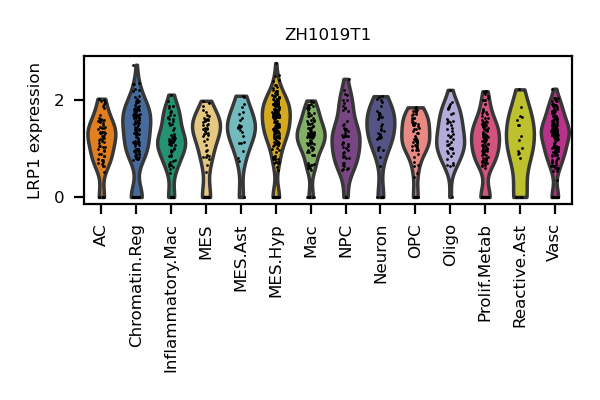 ZH1019T1
LRP1 expression
2
0
AC
Chromatin.Reg
Inflammatory.Mac
MES
MES.Ast
MES.Hyp
Mac
NPC
Neuron
OPC
Oligo
Prolif.Metab
Reactive.Ast
Vasc